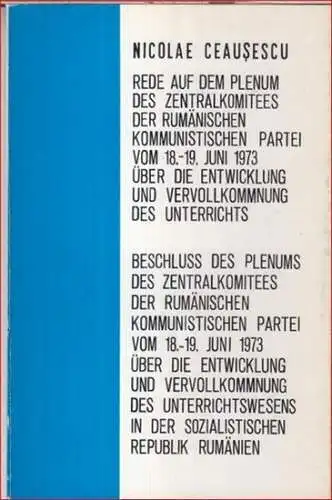 NICOLAE CEAUŞESCU
REDE AUF DEM PLENUM
DES ZENTRALKOMITEES
DER RUMÄNISCHEN
KOMMUNISTISCHEN PARTEI
VOM 18.-19. JUNI 1973
ÜBER DIE ENTWICKLUNG
UND VERVOLLKOMMNUNG
DES UNTERRICHTS
BESCHLUSS DES PLENUMS
DES ZENTRALKOMITEES
DER RUMÄNISCHEN
KOMMUNISTISCHEN PARTEI
VOM 18.-19. JUNI 1973
ÜBER DIE ENTWICKLUNG
UND VERVOLLKOMMNUNG
DES UNTERRICHTSWESENS
IN DER SOZIALISTISCHEN
REPUBLIK RUMÄNIEN